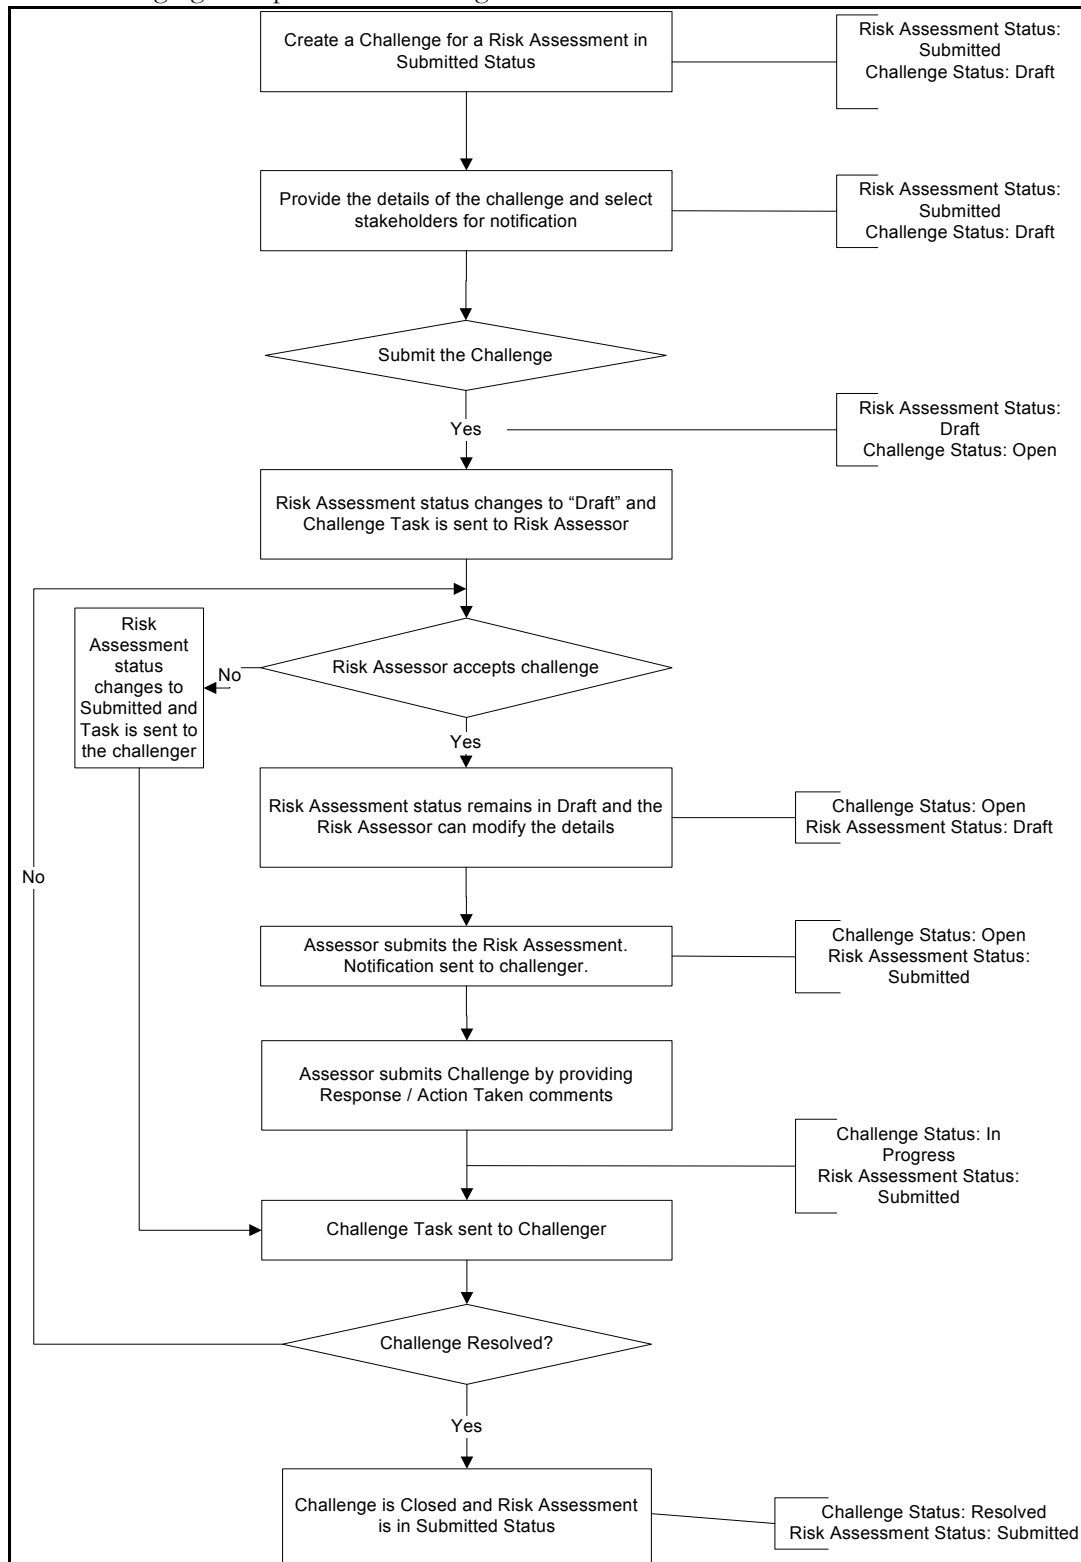 Create a Challenge for a Risk Assessment in
Submitted Status
Risk Assessment Status:
Submitted
Challenge Status: Draft
Provide the details of the challenge and select
stakeholders for notification
Risk Assessment Status:
Submitted
Challenge Status: Draft
Submit the Challenge
Yes
Risk Assessment Status:
Draft
Challenge Status: Open
Risk Assessment status changes to “Draft” and
Challenge Task is sent to Risk Assessor
Risk
Assessment
status
changes to
Submitted and
Task is sent to
the challenger
No
Risk Assessor accepts challenge
Yes
Risk Assessment status remains in Draft and the
Risk Assessor can modify the details
Challenge Status: Open
Risk Assessment Status: Draft
No
Assessor submits the Risk Assessment.
Notification sent to challenger.
Challenge Status: Open
Risk Assessment Status:
Submitted
Assessor submits Challenge by providing
Response / Action Taken comments
Challenge Status: In
Progress
Risk Assessment Status:
Submitted
Challenge Task sent to Challenger
Challenge Resolved?
Yes
Challenge is Closed and Risk Assessment
is in Submitted Status
Challenge Status: Resolved
Risk Assessment Status: Submitted